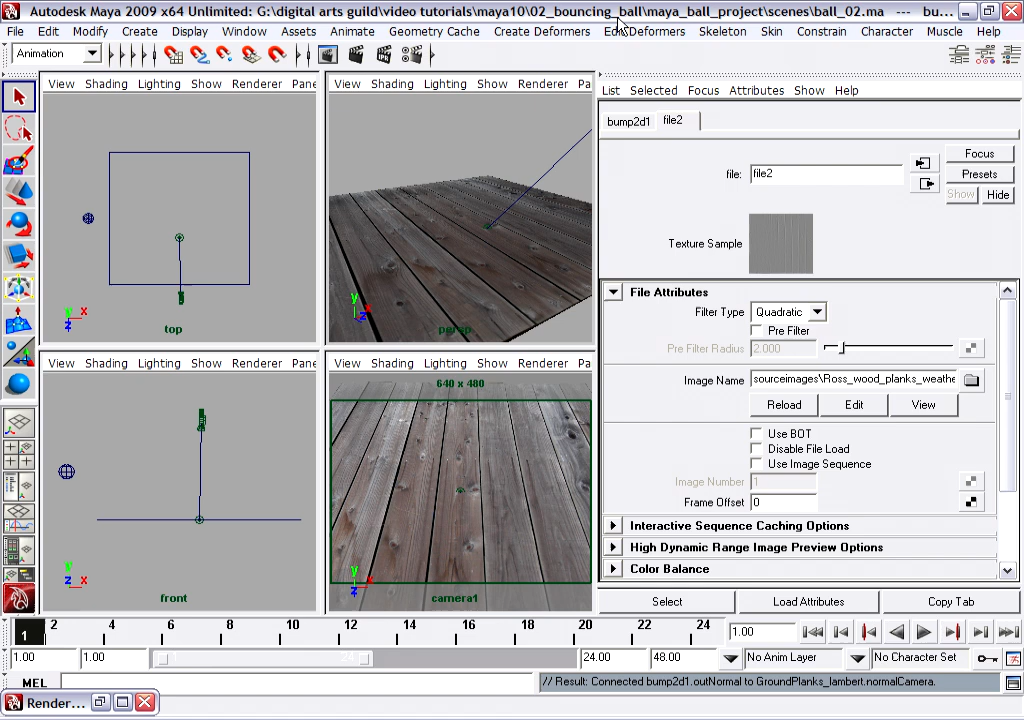 Autodesk Maya 2009 x64 Unlimited: G:\digital arts guild\video tutorials\maya10\02_bouncing_ball\maya_ball_project\scenes\ball_02.ma --- bu...
File Edit Modify Create Display Window Assets Animate Geometry Cache Create Deformers Edit Deformers Skeleton Skin Constrain Character Muscle Help
Animation
IPR
View Shading Lighting Show Renderer Pane
View Shading Lighting Show Renderer Pa
List Selected Focus Attributes Show Help
bump2d1 file2
file: file2
Focus
Presets
Show Hide
Texture Sample
File Attributes
Filter Type Quadratic
Pre Filter
Pre Filter Radius 2.000
Image Name sourceimages\Ross_wood_planks_weathe
Reload Edit View
Use BOT
Disable File Load
Use Image Sequence
Image Number 1
Frame Offset 0
Interactive Sequence Caching Options
High Dynamic Range Image Preview Options
Color Balance
Select Load Attributes Copy Tab
y x z
top
y x z
persp
View Shading Lighting Show Renderer Pane
View Shading Lighting Show Renderer Pa
640 x 480
y z x
front
y x z
camera1
1 2 4 6 8 10 12 14 16 18 20 22 24
1.00
1.00 1.00 1 24 24.00 48.00 No Anim Layer No Character Set
MEL // Result: Connected bump2d1.outNormal to GroundPlanks_lambert.normalCamera.
Render...